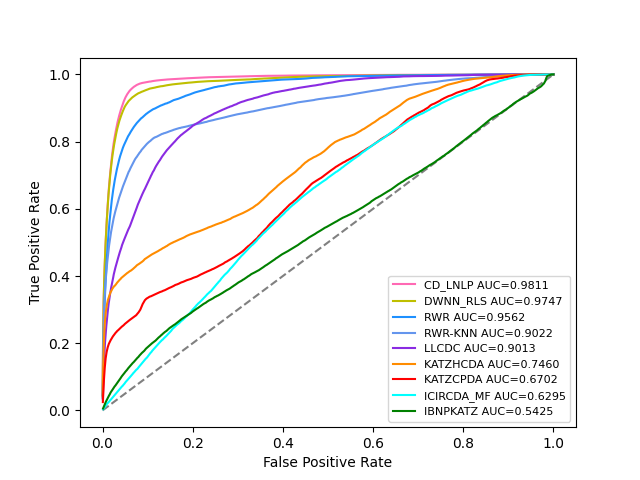 1.0
0.8
0.6
0.4
0.2
0.0
True Positive Rate
0.0 0.2 0.4 0.6 0.8 1.0
False Positive Rate
CD_LNLP AUC=0.9811
DWNN_RLS AUC=0.9747
RWR AUC=0.9562
RWR-KNN AUC=0.9022
LLCDC AUC=0.9013
KATZHCDA AUC=0.7460
KATZCPDA AUC=0.6702
ICIRCDA_MF AUC=0.6295
IBNPKATZ AUC=0.5425